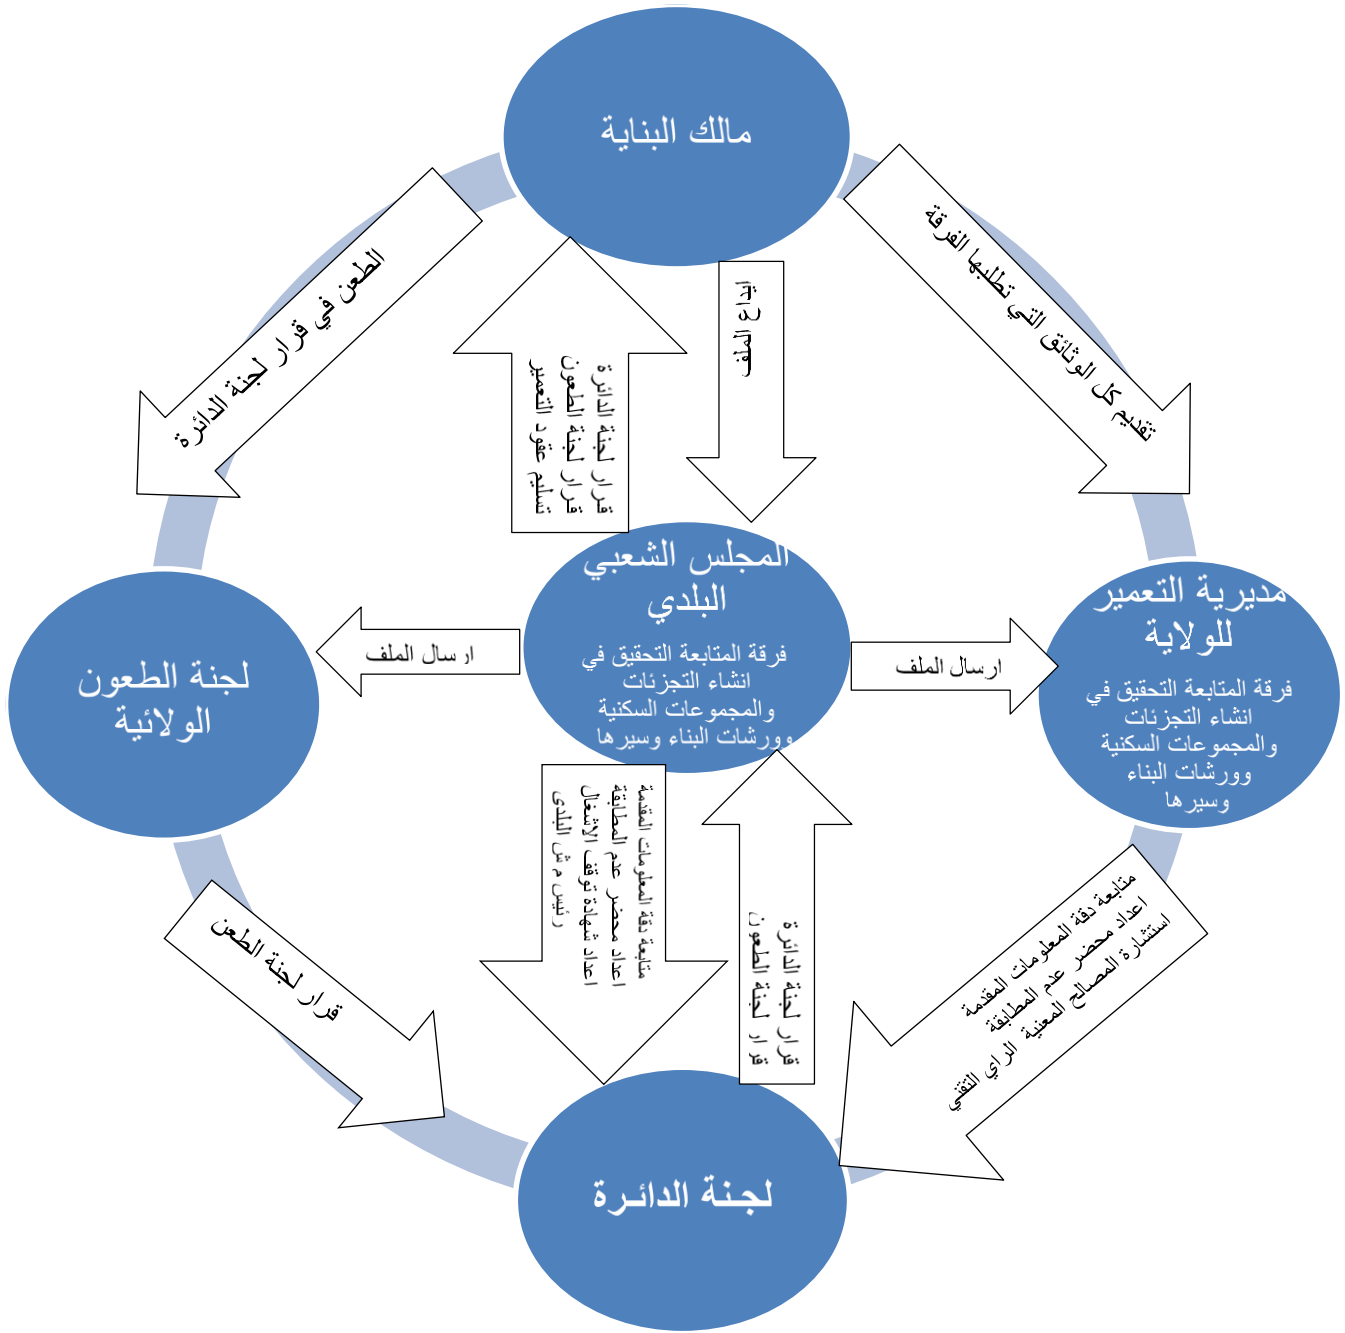 مالك البناية
الطعن في قرار لجنة الدائرة
تقديم كل الوثائق التي تطلبها الفرقة
ايداع الملف
قرار لجنة الدائرة
قرار لجنة الطعون
تسليم عقود التعمير
المجلس الشعبي
البلدي
فرقة المتابعة التحقيق في
انشاء التجزئات
والمجموعات السكنية
وورشات البناء وسيرها
مديرية التعمير
للولاية
فرقة المتابعة التحقيق في
انشاء التجزئات
والمجموعات السكنية
وورشات البناء
وسيرها
ارسال الملف
ارسال الملف
لجنة الطعون
الولائية
متابعة دقة المعلومات المقدمة
اعداد محضر عدم المطابقة
اعداد شهادة توقف الاشغال
رئيس م ش البلدي
قرار لجنة الدائرة
قرار لجنة الطعون
متابعة دقة المعلومات المقدمة
اعداد محضر عدم المطابقة
استشارة المصالح المعنية الراي التقني
قرار لجنة الطعن
لجنة الدائرة